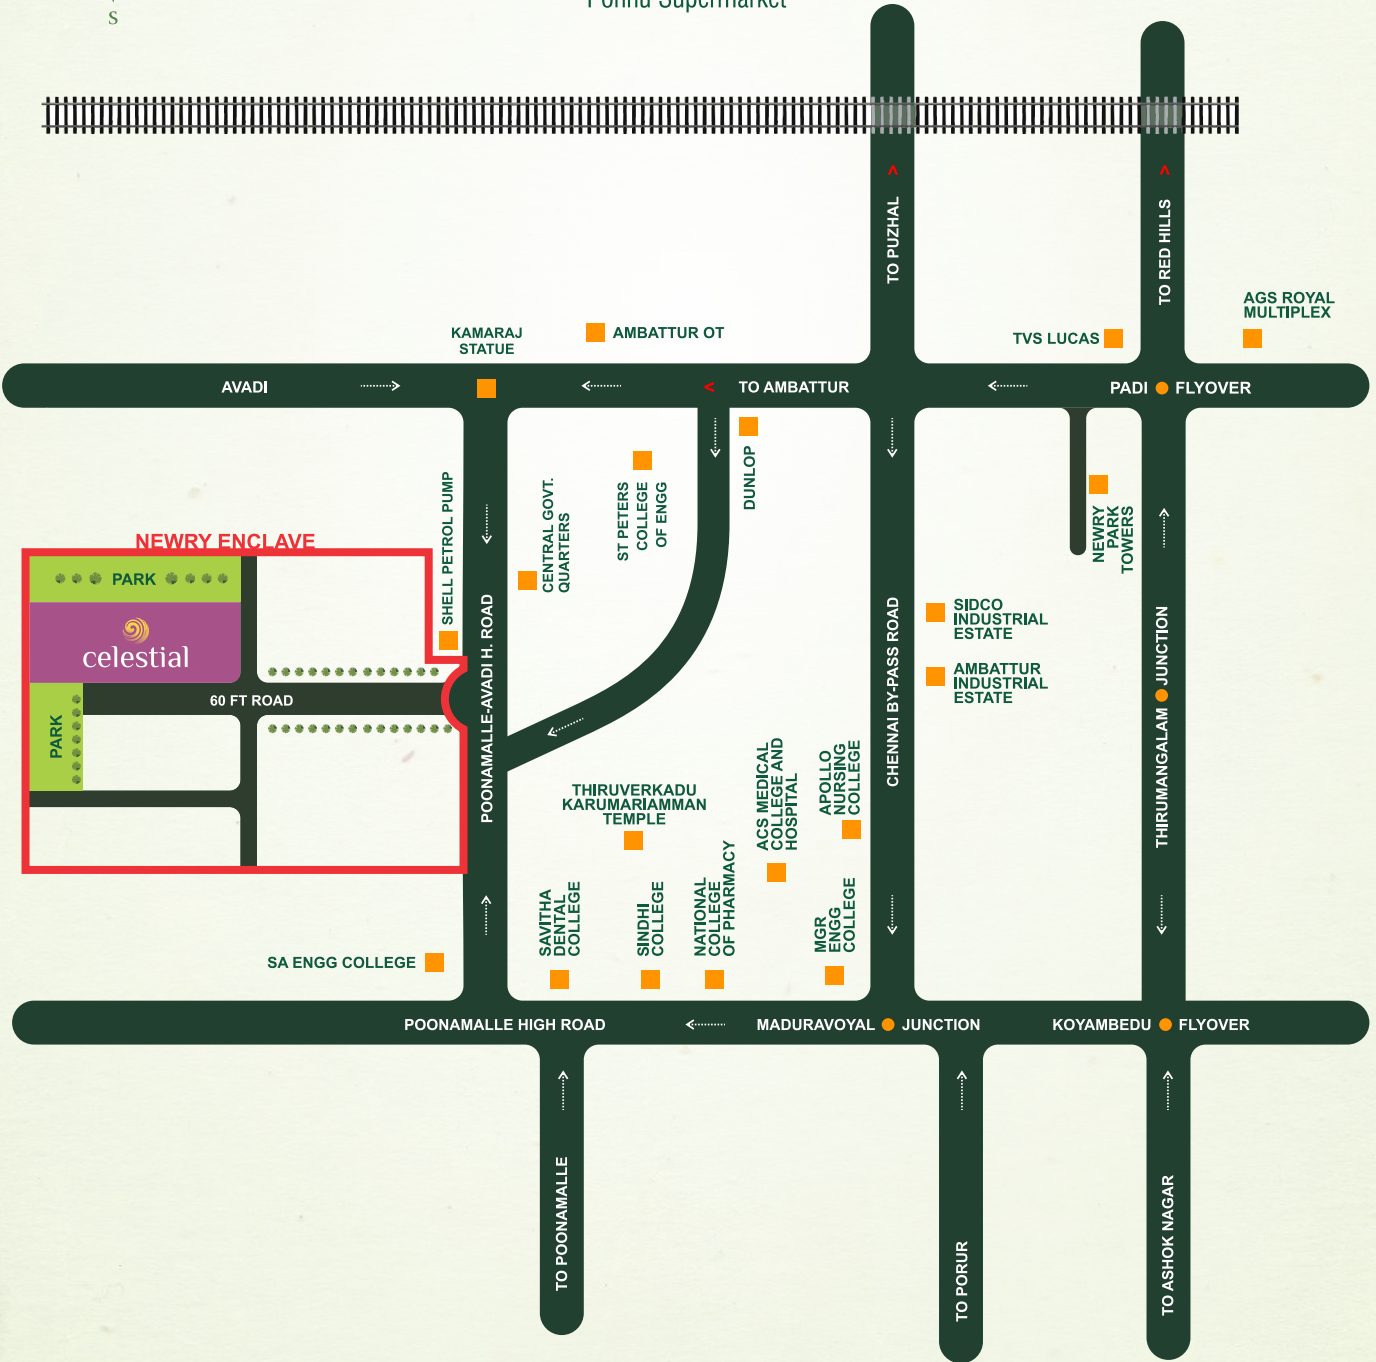 S
Ponnu Supermarket
TO PUZHAL
TO RED HILLS
AGS ROYAL
MULTIPLEX
KAMARAJ
STATUE
AMBATTUR OT
TVS LUCAS
AVADI
TO AMBATTUR
PADI
FLYOVER
DUNLOP
SHELL PETROL PUMP
CENTRAL GOVT.
QUARTERS
ST PETERS
COLLEGE
OF ENGG
NEWRY
PARK
TOWERS
NEWRY ENCLAVE
PARK
celestial
60 FT ROAD
PARK
POONAMALLE-AVADI H. ROAD
CHENNAI BY-PASS ROAD
SIDCO
INDUSTRIAL
ESTATE
AMBATTUR
INDUSTRIAL
ESTATE
THIRUMANGALAM
JUNCTION
THIRUVERKADU
KARUMARIAMMAN
TEMPLE
ACS MEDICAL
COLLEGE AND
HOSPITAL
APOLLO
NURSING
COLLEGE
SAVITHA
DENTAL
COLLEGE
SINDHI
COLLEGE
NATIONAL
COLLEGE
OF PHARMACY
MGR
ENGG
COLLEGE
SA ENGG COLLEGE
POONAMALLE HIGH ROAD
MADURAVOYAL
JUNCTION
KOYAMBEDU
FLYOVER
TO POONAMALLE
TO PORUR
TO ASHOK NAGAR